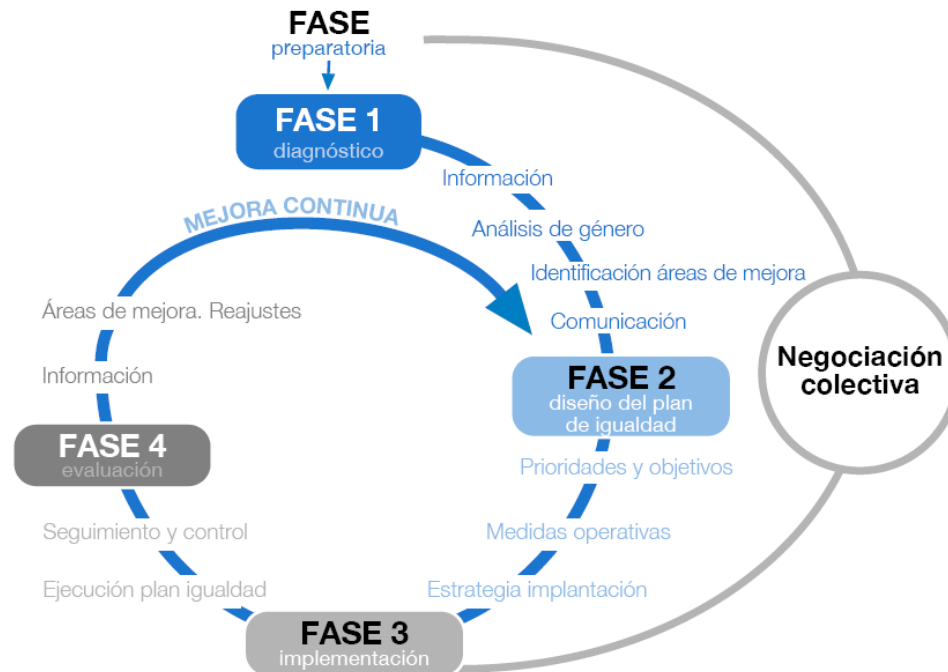 FASE
preparatoria
FASE 1
diagnóstico
Información
Análisis de género
Identificación áreas de mejora
Comunicación
FASE 2
diseño del plan
de igualdad
Prioridades y objetivos
Medidas operativas
Estrategia implantación
FASE 3
implementación
Ejecución plan igualdad
Seguimiento y control
FASE 4
evaluación
Información
Áreas de mejora. Reajustes
MEJORA CONTINUA
Negociación
colectiva